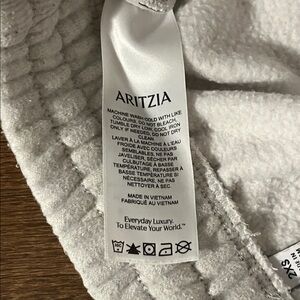 ARITZIA
MACHINE WASH COLD WITH LIKE
COLOURS, DO NOT BLEACH,
TUMBLE DRY LOW, COOL IRON
ONLY IF NEEDED, DO NOT DRY
CLEAN
LAVER À LA MACHINE À L'EAU
FROIDE AVEC COULEURS
SEMBLABLES, NE PAS
JAVELISER, SÉCHER PAR
CULBUTAGE À BASSE
TEMPÉRATURE, REPASSER À
BASSE TEMPÉRATURE SI
NÉCESSAIRE, NE PAS
NETTOYER À SEC
MADE IN VIETNAM
FABRIQUÉ AU VIETNAM
Everyday Luxury.
To Elevate Your World.™
2XS